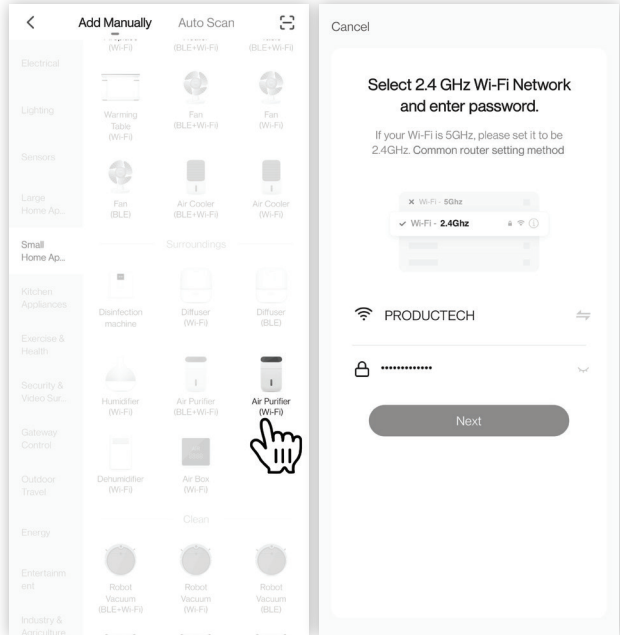 Add Manually
Auto Scan
(Wi-Fi)
(BLE+Wi-Fi)
(BLE+Wi-Fi)
Electrical
Lighting
Sensors
Large
Home Ap...
Small
Home Ap...
Kitchen
Appliances
Exercise &
Health
Security &
Video Sur...
Gateway
Control
Outdoor
Travel
Energy
Entertainm
ent
Industry &
Agriculture
Warming
Table
(Wi-Fi)
Fan
(BLE+Wi-Fi)
Fan
(Wi-Fi)
Fan
(BLE)
Air Cooler
(BLE+Wi-Fi)
Air Cooler
(Wi-Fi)
Surroundings
Disinfection
machine
Diffuser
(Wi-Fi)
Diffuser
(BLE)
Humidifier
(Wi-Fi)
Air Purifier
(BLE+Wi-Fi)
Air Purifier
(Wi-Fi)
Dehumidifier
(Wi-Fi)
Air Box
(Wi-Fi)
Clean
Robot
Vacuum
(BLE+Wi-Fi)
Robot
Vacuum
(Wi-Fi)
Robot
Vacuum
(BLE)
Cancel
Select 2.4 GHz Wi-Fi Network
and enter password.
If your Wi-Fi is 5GHz, please set it to be
2.4GHz. Common router setting method
Wi-Fi - 5Ghz
Wi-Fi - 2.4Ghz
PRODUCTECH
•••••••••••••
Next